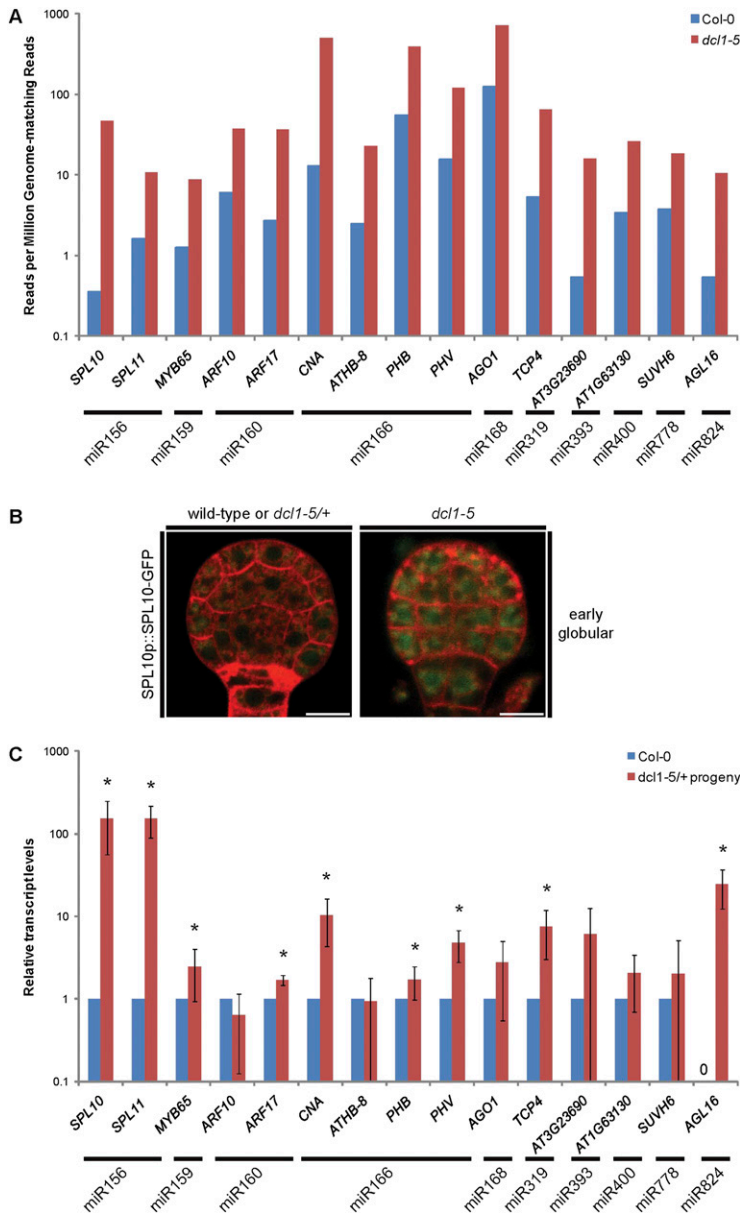 A
Col-0
dcl1-5
Reads per Million Genome-matching Reads
1000
100
10
1
0.1
SPL10
SPL11
MYB65
ARF10
ARF17
CNA
ATHB-8
PHB
PHV
AGO1
TCP4
AT3G23690
AT1G63130
SUVH6
AGL16
miR156
miR159
miR160
miR166
miR168
miR319
miR393
miR400
miR778
miR824
B
wild-type or dcl1-5/+
dcl1-5
SPL10p::SPL10-GFP
early
globular
C
Col-0
dcl1-5/+ progeny
Relative transcript levels
1000
100
10
1
0.1
* * * * * * * * *
0
SPL10
SPL11
MYB65
ARF10
ARF17
CNA
ATHB-8
PHB
PHV
AGO1
TCP4
AT3G23690
AT1G63130
SUVH6
AGL16
miR156
miR159
miR160
miR166
miR168
miR319
miR393
miR400
miR778
miR824